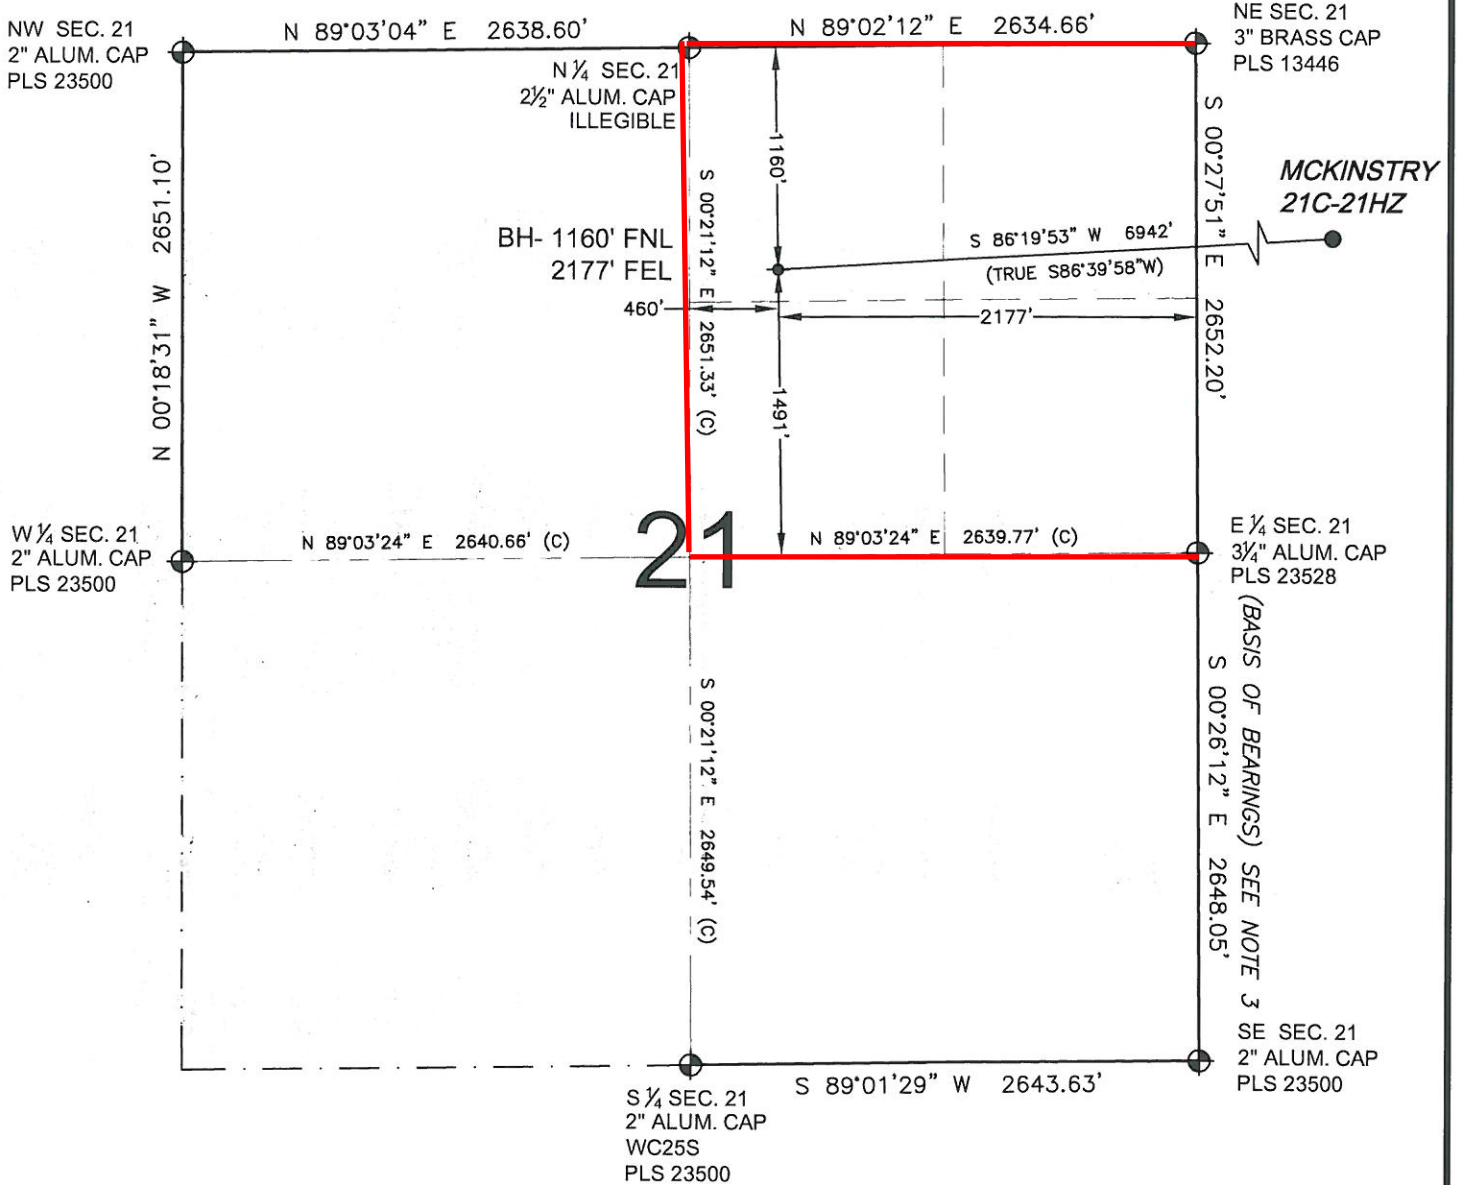 NW SEC. 21
2" ALUM. CAP
PLS 23500
N 89°03'04" E 2638.60'
N 89°02'12" E 2634.66'
NE SEC. 21
3" BRASS CAP
PLS 13446
N ¼ SEC. 21
2½" ALUM. CAP
ILLEGIBLE
N 00°18'31" W 2651.10'
S 00°21'12" E 2651.33' (C)
1160'
S 00°27'51" E 2652.20'
MCKINSTRY
21C-21HZ
BH- 1160' FNL
2177' FEL
S 86°19'53" W 6942'
(TRUE S86°39'58"W)
460'
2177'
1491'
W ¼ SEC. 21
2" ALUM. CAP
PLS 23500
N 89°03'24" E 2640.66' (C)
21
N 89°03'24" E 2639.77' (C)
E ¼ SEC. 21
3¼" ALUM. CAP
PLS 23528
S 00°21'12" E 2649.54' (C)
S 00°26'12" E 2648.05'
(BASIS OF BEARINGS) SEE NOTE 3
S ¼ SEC. 21
2" ALUM. CAP
WC25S
PLS 23500
S 89°01'29" W 2643.63'
SE SEC. 21
2" ALUM. CAP
PLS 23500